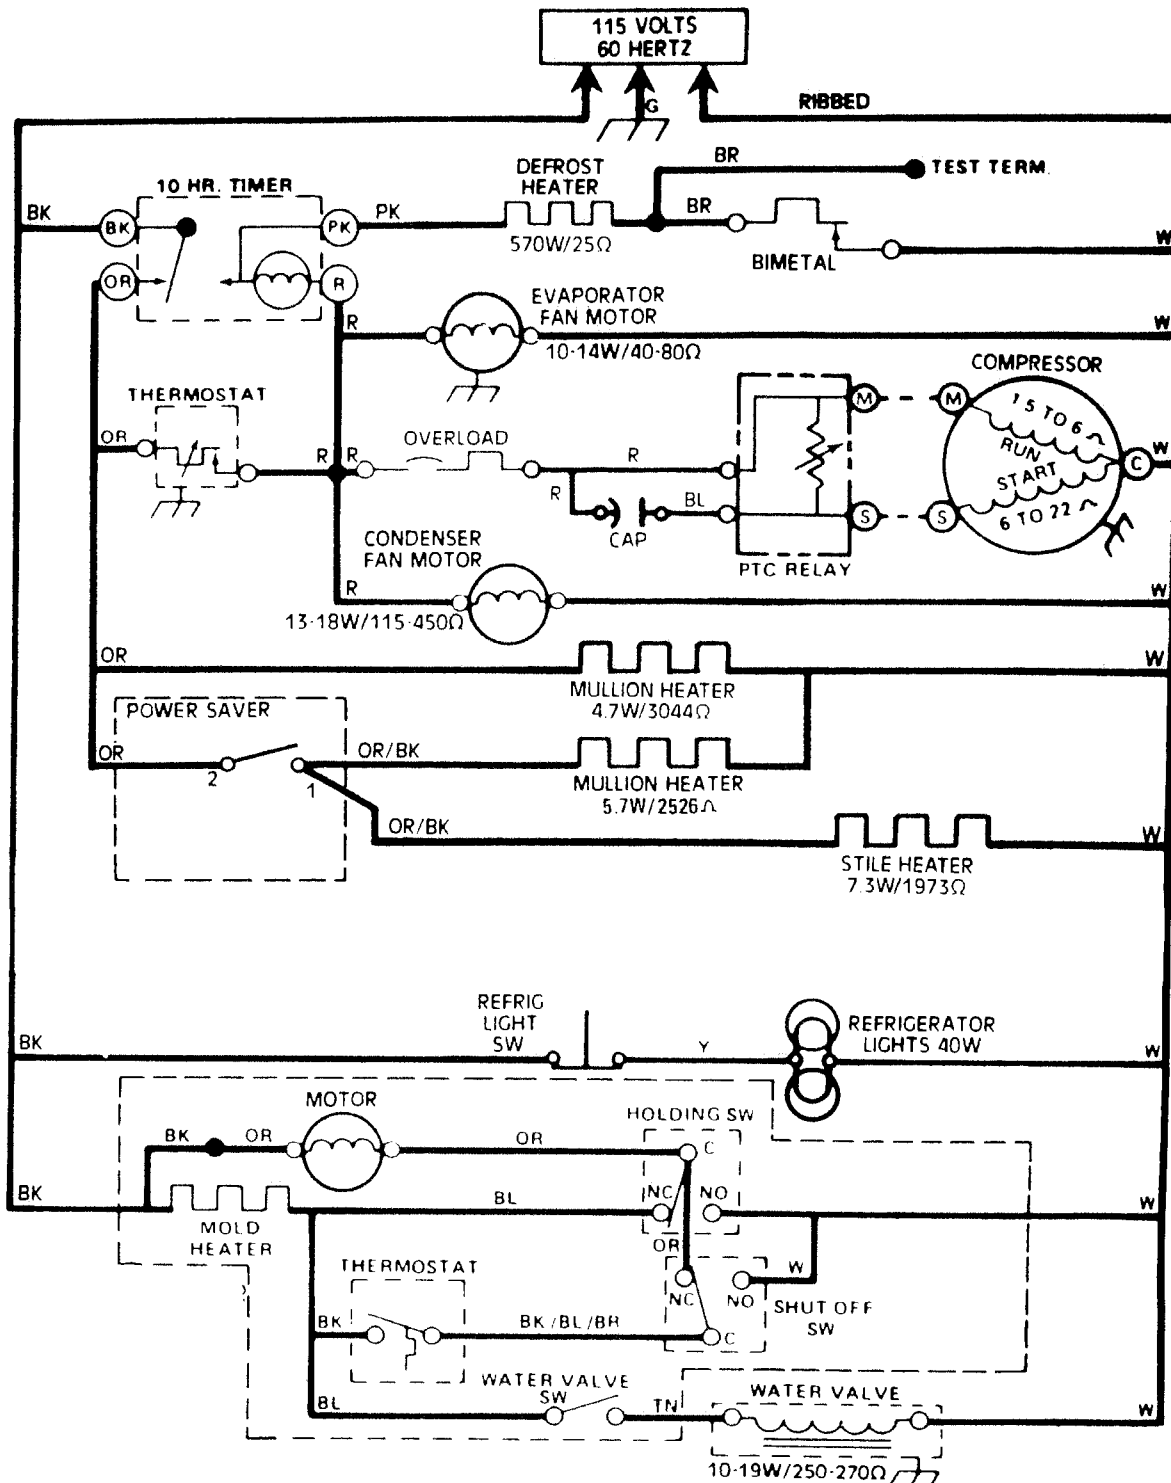 115 VOLTS
60 HERTZ
G
RIBBED
BR
TEST TERM.
DEFROST
HEATER
10 HR. TIMER
BK
BK
PK
PK
BR
W
570W/25Ω
BIMETAL
OR
R
EVAPORATOR
FAN MOTOR
R
W
10-14W/40-80Ω
COMPRESSOR
THERMOSTAT
M
M
1.5 TO 6 Ω
RUN
OR
OVERLOAD
R
R
R
C
W
START
R
BL
S
S
6 TO 22 Ω
CAP
CONDENSER
FAN MOTOR
PTC RELAY
R
W
13-18W/115-450Ω
OR
W
MULLION HEATER
4.7W/3044Ω
POWER SAVER
OR
OR/BK
2
1
MULLION HEATER
5.7W/2526Ω
OR/BK
W
STILE HEATER
7.3W/1973Ω
REFRIG
LIGHT
SW
REFRIGERATOR
LIGHTS 40W
BK
Y
W
MOTOR
HOLDING SW
BK
OR
OR
C
BK
BL
NC
NO
W
MOLD
HEATER
OR
W
THERMOSTAT
NC
NO
SHUT OFF
SW
BK
BK/BL/BR
C
WATER VALVE
SW
WATER VALVE
BL
TN
W
10-19W/250-270Ω